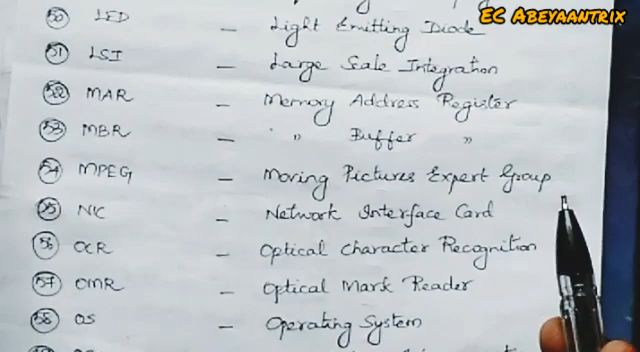 EC ABEYAANTRIX
50 LED - Light Emitting Diode
51 LSI - Large Scale Integration
52 MAR - Memory Address Register
53 MBR - " Buffer "
54 MPEG - Moving Pictures Expert Group
55 NIC - Network Interface Card
56 OCR - Optical Character Recognition
57 OMR - Optical Mark Reader
58 OS - Operating System